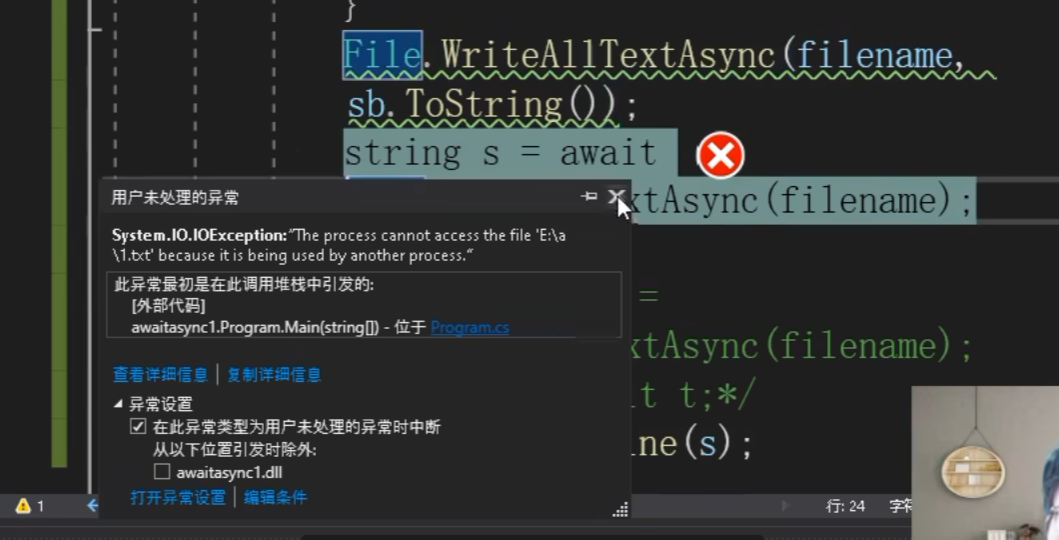 }
File.WriteAllTextAsync(filename,
sb.ToString());
string s = await
xtAsync(filename);
用户未处理的异常
System.IO.IOException:“The process cannot access the file 'E:\a
\1.txt' because it is being used by another process.“
此异常最初是在此调用堆栈中引发的:
[外部代码]
awaitasync1.Program.Main(string[]) - 位于 Program.cs
=
xtAsync(filename);
查看详细信息 | 复制详细信息
it t;*/
异常设置
在此异常类型为用户未处理的异常时中断
ine(s);
从以下位置引发时除外:
awaitasync1.dll
打开异常设置 | 编辑条件
1
行: 24
字符